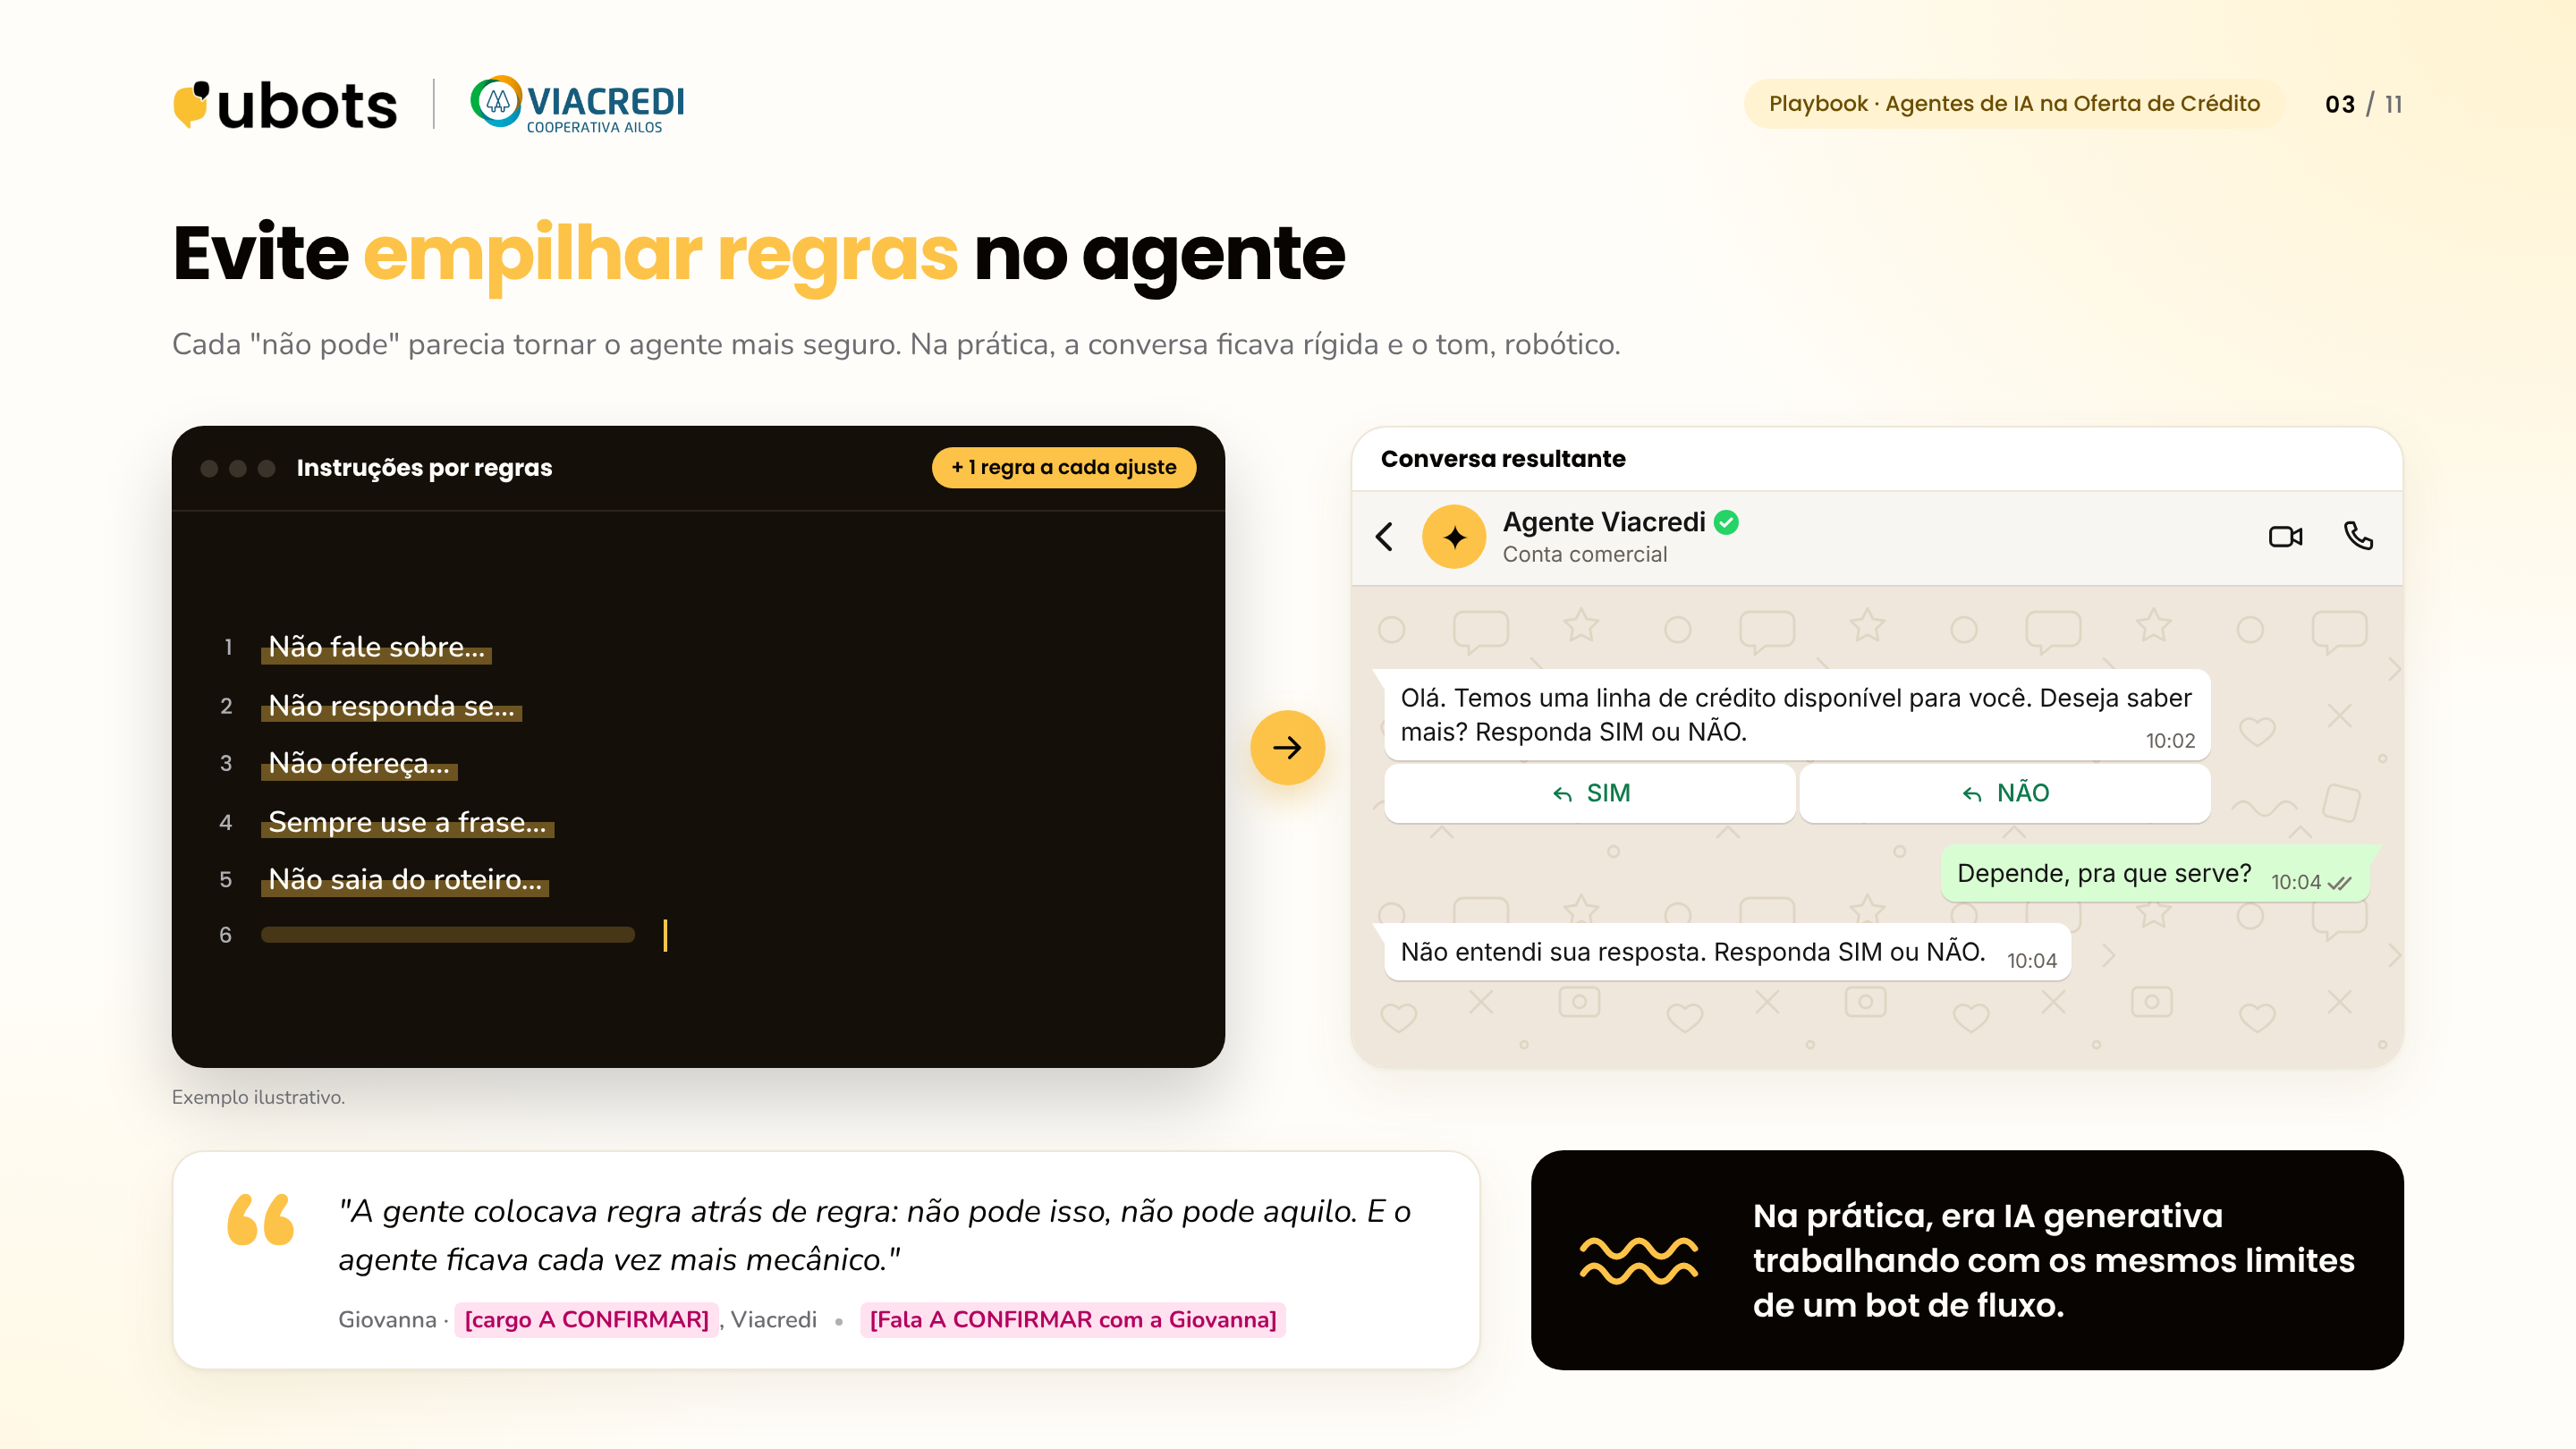 ubots
VIACREDI
COOPERATIVA AILOS
Playbook · Agentes de IA na Oferta de Crédito
03 / 11
Evite empilhar regras no agente
Cada "não pode" parecia tornar o agente mais seguro. Na prática, a conversa ficava rígida e o tom, robótico.
Instruções por regras
+ 1 regra a cada ajuste
1 Não fale sobre...
2 Não responda se...
3 Não ofereça...
4 Sempre use a frase...
5 Não saia do roteiro...
6
Exemplo ilustrativo.
Conversa resultante
Agente Viacredi
Conta comercial
Olá. Temos uma linha de crédito disponível para você. Deseja saber
mais? Responda SIM ou NÃO.
10:02
SIM
NÃO
Depende, pra que serve? 10:04
Não entendi sua resposta. Responda SIM ou NÃO. 10:04
"A gente colocava regra atrás de regra: não pode isso, não pode aquilo. E o
agente ficava cada vez mais mecânico."
Giovanna · [cargo A CONFIRMAR], Viacredi • [Fala A CONFIRMAR com a Giovanna]
Na prática, era IA generativa
trabalhando com os mesmos limites
de um bot de fluxo.